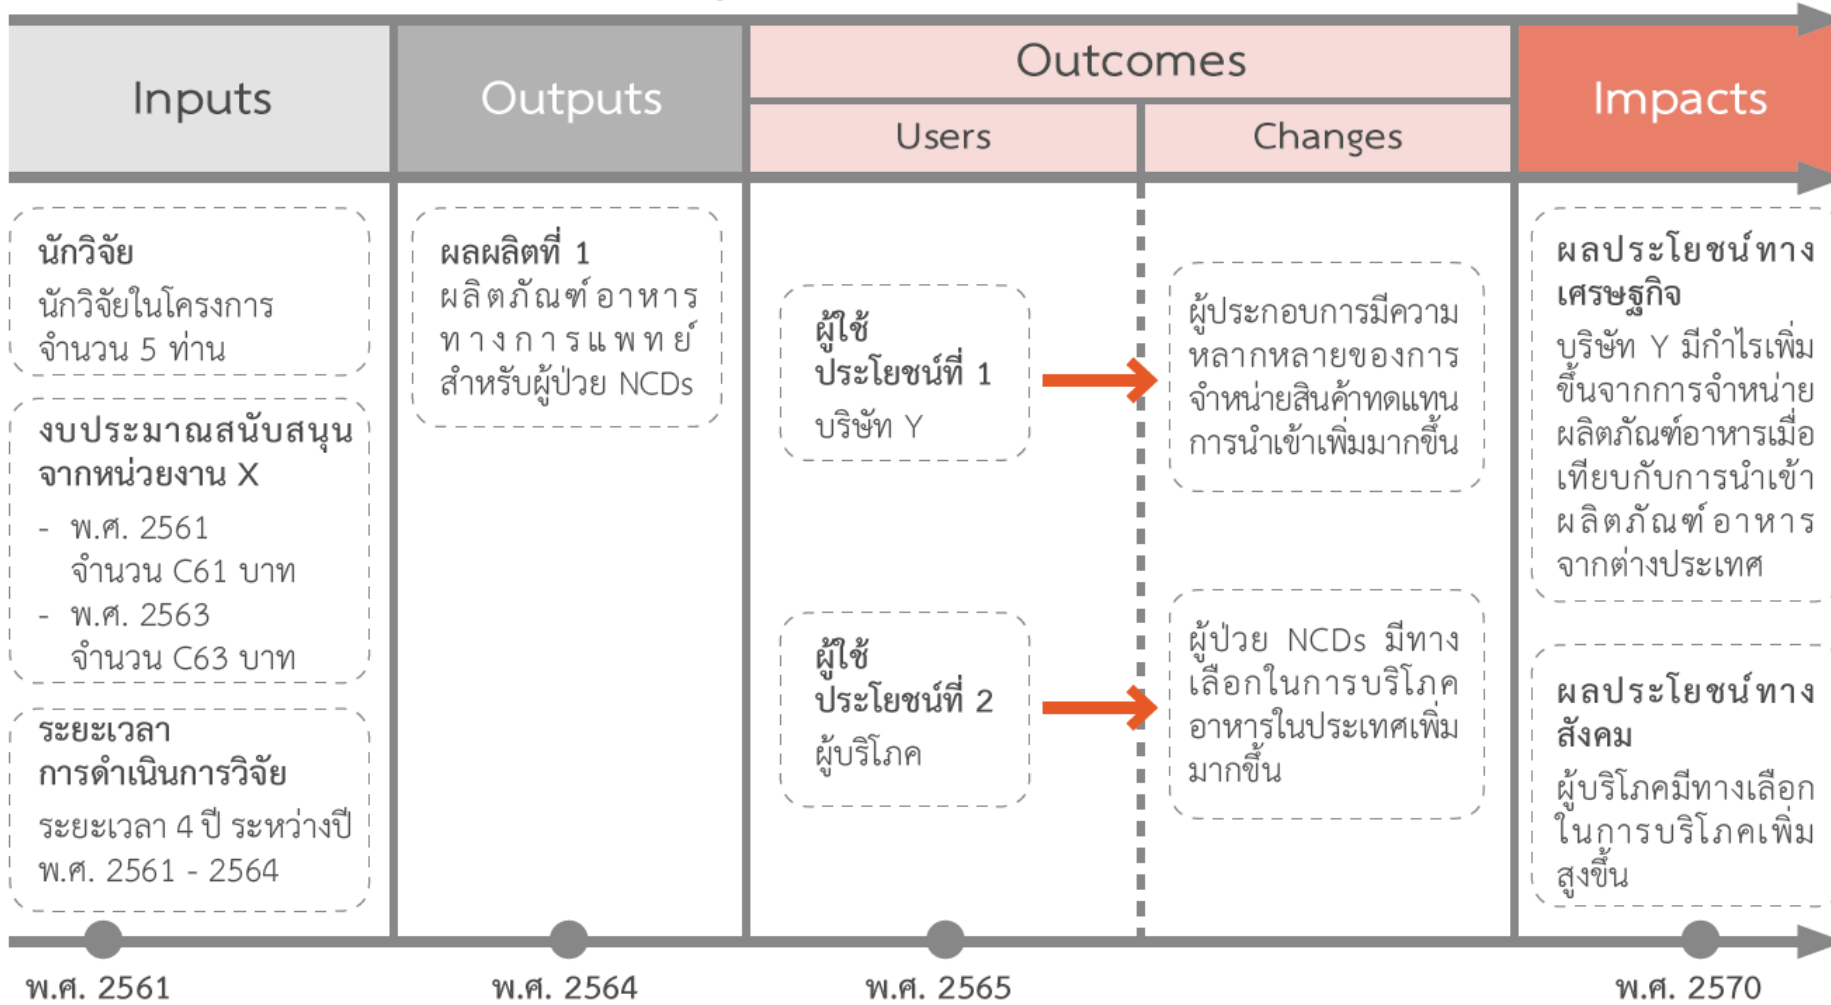 Inputs
Outputs
Outcomes
Users
Changes
Impacts
นักวิจัย
นักวิจัยในโครงการ
จำนวน 5 ท่าน
งบประมาณสนับสนุน
จากหน่วยงาน X
- พ.ศ. 2561
จำนวน C61 บาท
- พ.ศ. 2563
จำนวน C63 บาท
ระยะเวลา
การดำเนินการวิจัย
ระยะเวลา 4 ปี ระหว่างปี
พ.ศ. 2561 - 2564
ผลผลิตที่ 1
ผลิตภัณฑ์อาหาร
ทางการแพทย์
สำหรับผู้ป่วย NCDs
ผู้ใช้
ประโยชน์ที่ 1
บริษัท Y
ผู้ใช้
ประโยชน์ที่ 2
ผู้บริโภค
ผู้ประกอบการมีความ
หลากหลายของการ
จำหน่ายสินค้าทดแทน
การนำเข้าเพิ่มมากขึ้น
ผู้ป่วย NCDs มีทาง
เลือกในการบริโภค
อาหารในประเทศเพิ่ม
มากขึ้น
ผลประโยชน์ทาง
เศรษฐกิจ
บริษัท Y มีกำไรเพิ่ม
ขึ้นจากการจำหน่าย
ผลิตภัณฑ์อาหารเมื่อ
เทียบกับการนำเข้า
ผลิตภัณฑ์อาหาร
จากต่างประเทศ
ผลประโยชน์ทาง
สังคม
ผู้บริโภคมีทางเลือก
ในการบริโภคเพิ่ม
สูงขึ้น
พ.ศ. 2561
พ.ศ. 2564
พ.ศ. 2565
พ.ศ. 2570